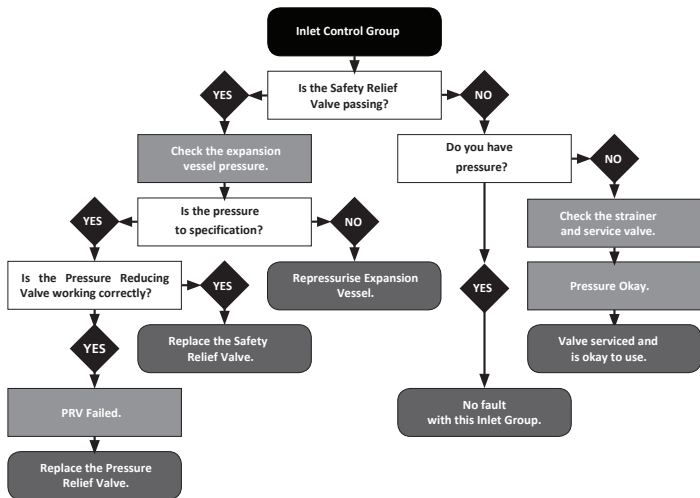 Inlet Control Group
YES
Is the Safety Relief
Valve passing?
NO
Check the expansion
vessel pressure.
Do you have
pressure?
NO
YES
Is the pressure
to specification?
NO
Check the strainer
and service valve.
Is the Pressure Reducing
Valve working correctly?
YES
Repressurise Expansion
Vessel.
YES
Pressure Okay.
YES
Replace the Safety
Relief Valve.
Valve serviced and
is okay to use.
PRV Failed.
No fault
with this Inlet Group.
Replace the Pressure
Relief Valve.